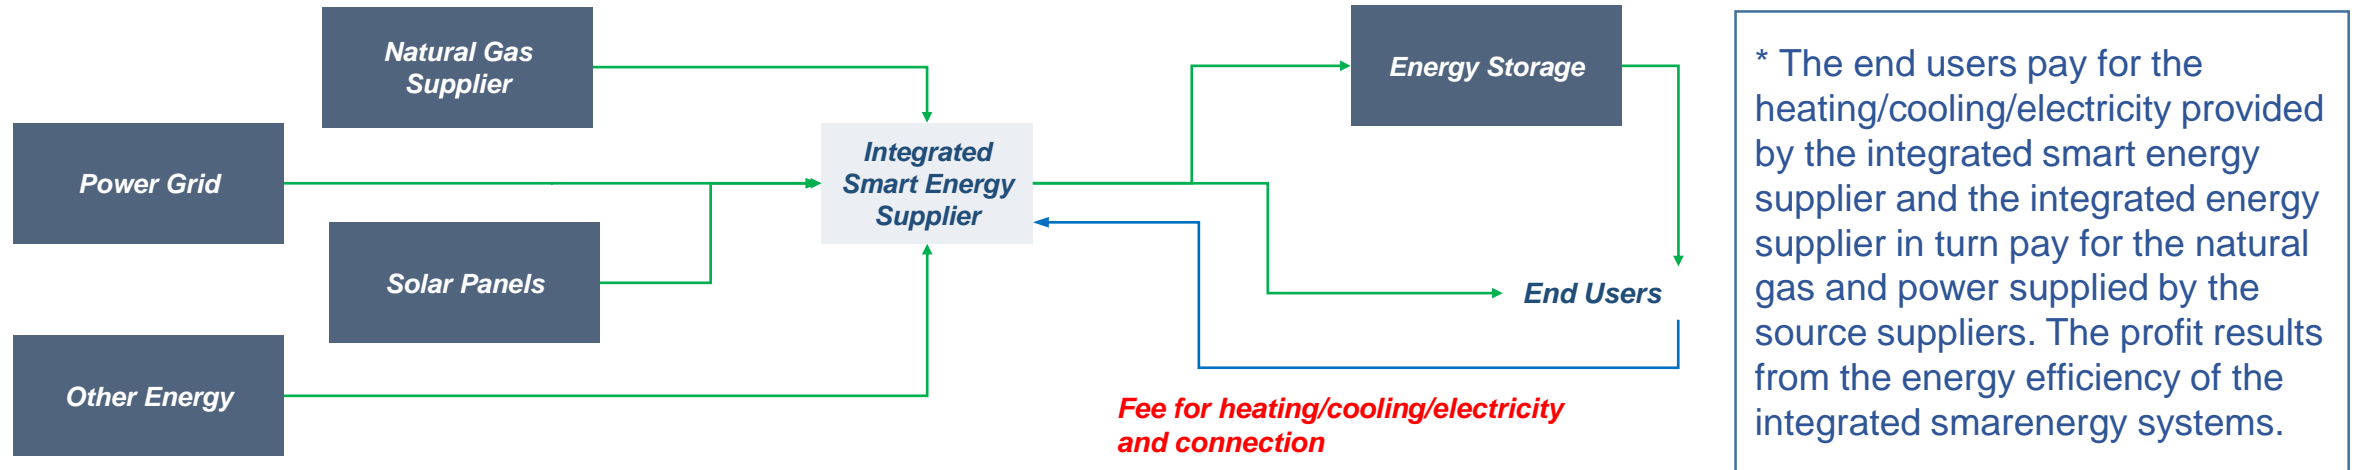 Natural Gas
Supplier
Power Grid
Solar Panels
Other Energy
Integrated
Smart Energy
Supplier
Energy Storage
End Users
Fee for heating/cooling/electricity
and connection
* The end users pay for the
heating/cooling/electricity provided
by the integrated smart energy
supplier and the integrated energy
supplier in turn pay for the natural
gas and power supplied by the
source suppliers. The profit results
from the energy efficiency of the
integrated smarenergy systems.